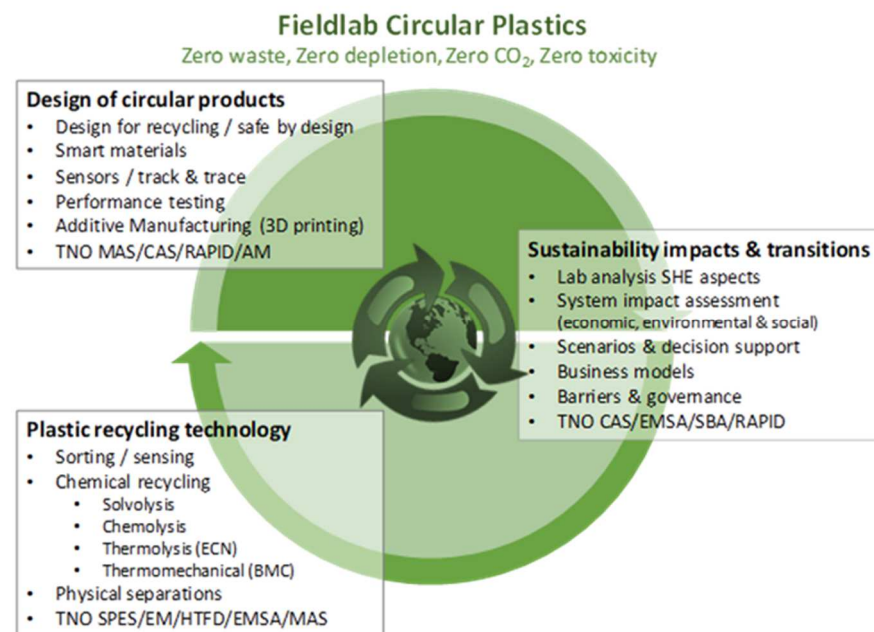 Fieldlab Circular Plastics
Zero waste, Zero depletion, Zero CO₂, Zero toxicity
Design of circular products
• Design for recycling / safe by design
• Smart materials
• Sensors / track & trace
• Performance testing
• Additive Manufacturing (3D printing)
• TNO MAS/CAS/RAPID/AM
Sustainability impacts & transitions
• Lab analysis SHE aspects
• System impact assessment
(economic, environmental & social)
• Scenarios & decision support
• Business models
• Barriers & governance
• TNO CAS/EMSA/SBA/RAPID
Plastic recycling technology
• Sorting / sensing
• Chemical recycling
• Solvolysis
• Chemolysis
• Thermolysis (ECN)
• Thermomechanical (BMC)
• Physical separations
• TNO SPES/EM/HTFD/EMSA/MAS